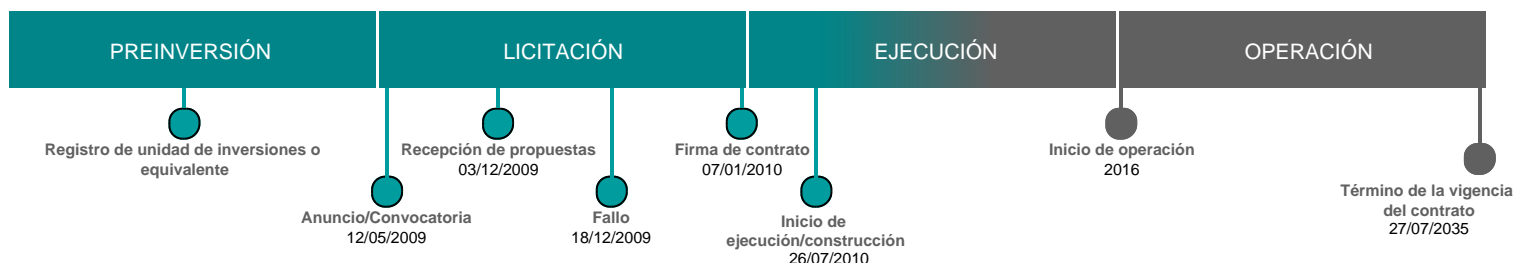 PREINVERSIÓN
LICITACIÓN
EJECUCIÓN
OPERACIÓN
Registro de unidad de inversiones o
equivalente
Anuncio/Convocatoria
12/05/2009
Recepción de propuestas
03/12/2009
Fallo
18/12/2009
Firma de contrato
07/01/2010
Inicio de
ejecución/construcción
26/07/2010
Inicio de operación
2016
Término de la vigencia
del contrato
27/07/2035